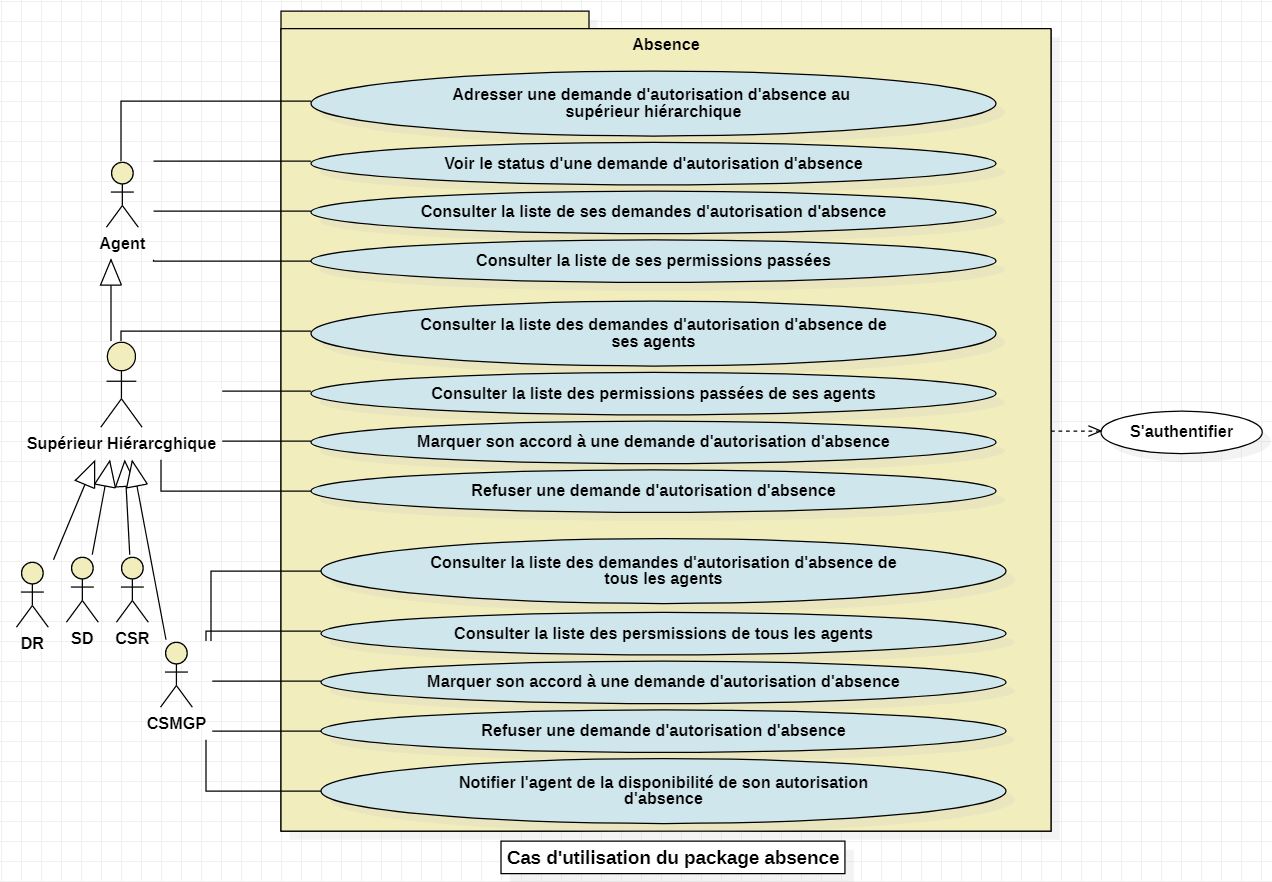 Absence
Adresser une demande d'autorisation d'absence au
supérieur hiérarchique
Voir le status d'une demande d'autorisation d'absence
Consulter la liste de ses demandes d'autorisation d'absence
Agent
Consulter la liste de ses permissions passées
Consulter la liste des demandes d'autorisation d'absence de
ses agents
Consulter la liste des permissions passées de ses agents
Supérieur Hiérarcghique
Marquer son accord à une demande d'autorisation d'absence
S'authentifier
Refuser une demande d'autorisation d'absence
Consulter la liste des demandes d'autorisation d'absence de
tous les agents
DR
SD
CSR
Consulter la liste des persmissions de tous les agents
Marquer son accord à une demande d'autorisation d'absence
CSMGP
Refuser une demande d'autorisation d'absence
Notifier l'agent de la disponibilité de son autorisation
d'absence
Cas d'utilisation du package absence